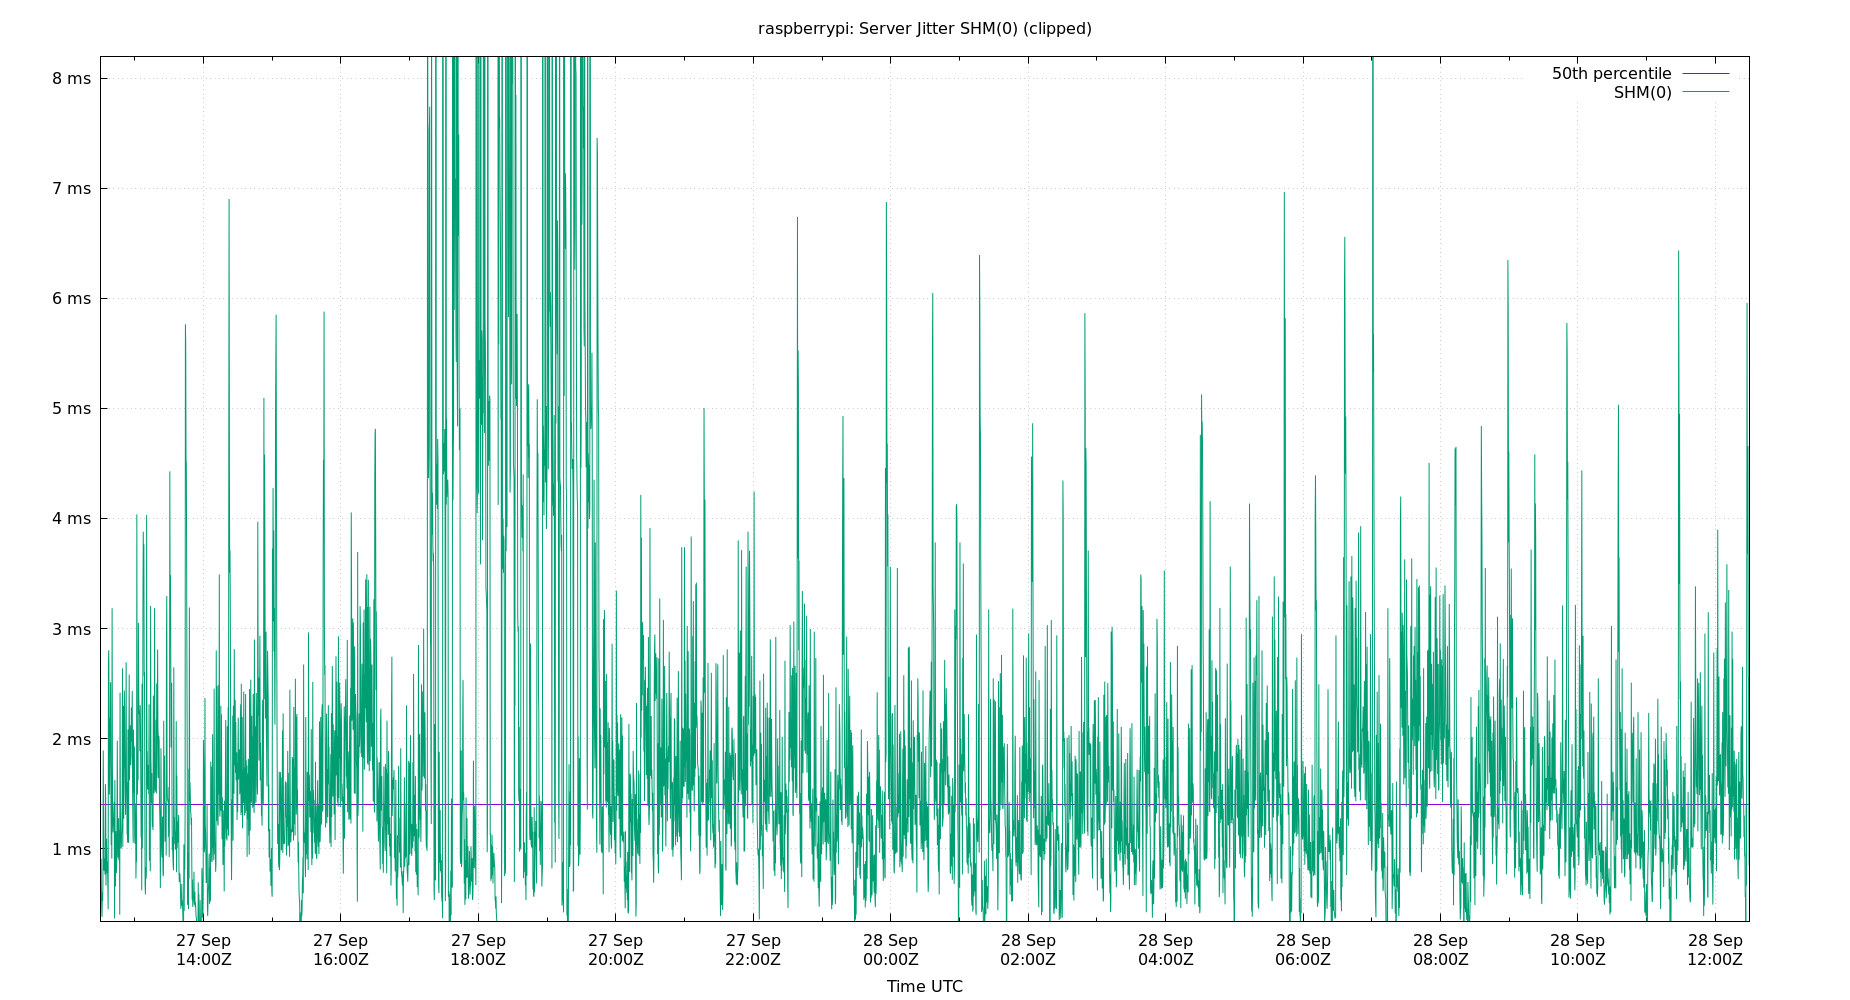 raspberrypi: Server Jitter SHM(0) (clipped)
50th percentile
SHM(0)
8 ms
7 ms
6 ms
5 ms
4 ms
3 ms
2 ms
1 ms
27 Sep 27 Sep 27 Sep 27 Sep 27 Sep 28 Sep 28 Sep 28 Sep 28 Sep 28 Sep 28 Sep 28 Sep
14:00Z 16:00Z 18:00Z 20:00Z 22:00Z 00:00Z 02:00Z 04:00Z 06:00Z 08:00Z 10:00Z 12:00Z
Time UTC